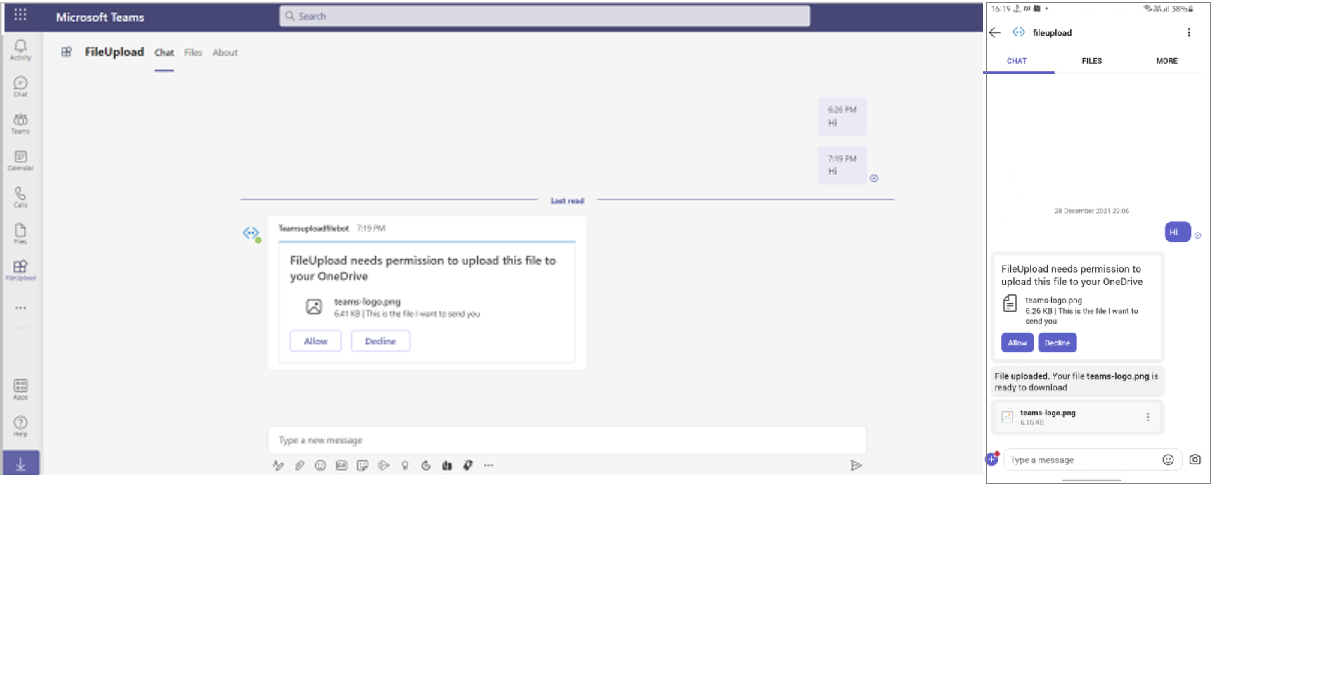 Microsoft Teams
Search
Activity
Chat
Teams
Calendar
Calls
Files
FileUpload
Apps
Help
FileUpload Chat Files About
6:26 PM
Hi
7:19 PM
Hi
Last read
Teamsuploadfilebot 7:19 PM
FileUpload needs permission to upload this file to
your OneDrive
teams-logo.png
6.41 KB | This is the file I want to send you
Allow Decline
Type a new message
16:19 38%
fileupload
CHAT FILES MORE
28 December 2021 23:06
Hi
FileUpload needs permission to
upload this file to your OneDrive
teams-logo.png
6.26 KB | This is the file I want to
send you
Allow Decline
File uploaded. Your file teams-logo.png is
ready to download
teams-logo.png
6.26 KB
Type a message